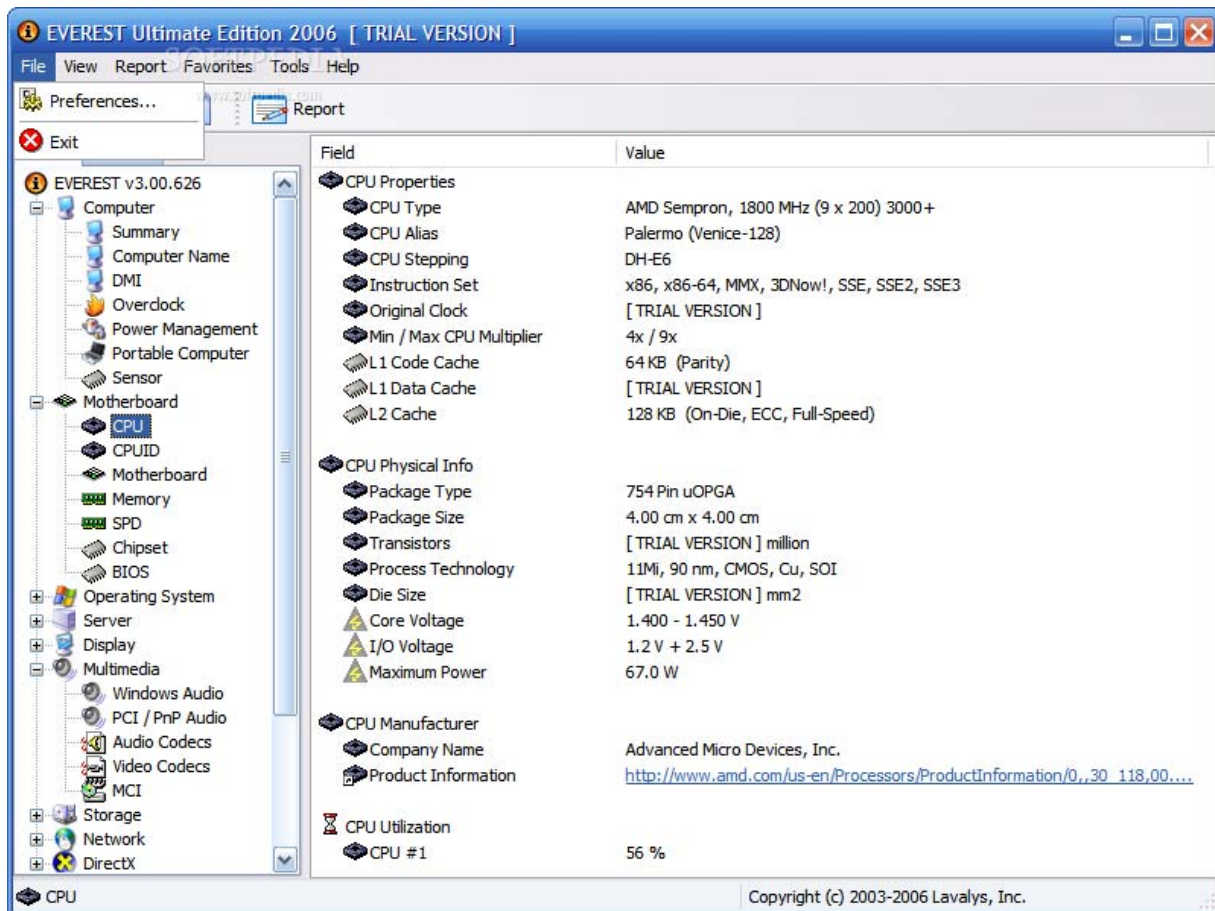 EVEREST Ultimate Edition 2006 [ TRIAL VERSION ]
SOFTPEDIA
File View Report Favorites Tools Help
www.softpedia.com
Preferences...
Report
Exit
Field Value
EVEREST v3.00.626
Computer
Summary
Computer Name
DMI
Overclock
Power Management
Portable Computer
Sensor
Motherboard
CPU
CPUID
Motherboard
Memory
SPD
Chipset
BIOS
Operating System
Server
Display
Multimedia
Windows Audio
PCI / PnP Audio
Audio Codecs
Video Codecs
MCI
Storage
Network
DirectX
CPU Properties
CPU Type AMD Sempron, 1800 MHz (9 x 200) 3000+
CPU Alias Palermo (Venice-128)
CPU Stepping DH-E6
Instruction Set x86, x86-64, MMX, 3DNow!, SSE, SSE2, SSE3
Original Clock [ TRIAL VERSION ]
Min / Max CPU Multiplier 4x / 9x
L1 Code Cache 64 KB (Parity)
L1 Data Cache [ TRIAL VERSION ]
L2 Cache 128 KB (On-Die, ECC, Full-Speed)
CPU Physical Info
Package Type 754 Pin uOPGA
Package Size 4.00 cm x 4.00 cm
Transistors [ TRIAL VERSION ] million
Process Technology 11Mi, 90 nm, CMOS, Cu, SOI
Die Size [ TRIAL VERSION ] mm2
Core Voltage 1.400 - 1.450 V
I/O Voltage 1.2 V + 2.5 V
Maximum Power 67.0 W
CPU Manufacturer
Company Name Advanced Micro Devices, Inc.
Product Information http://www.amd.com/us-en/Processors/ProductInformation/0,,30_118,00....
CPU Utilization
CPU #1 56 %
CPU Copyright (c) 2003-2006 Lavalys, Inc.